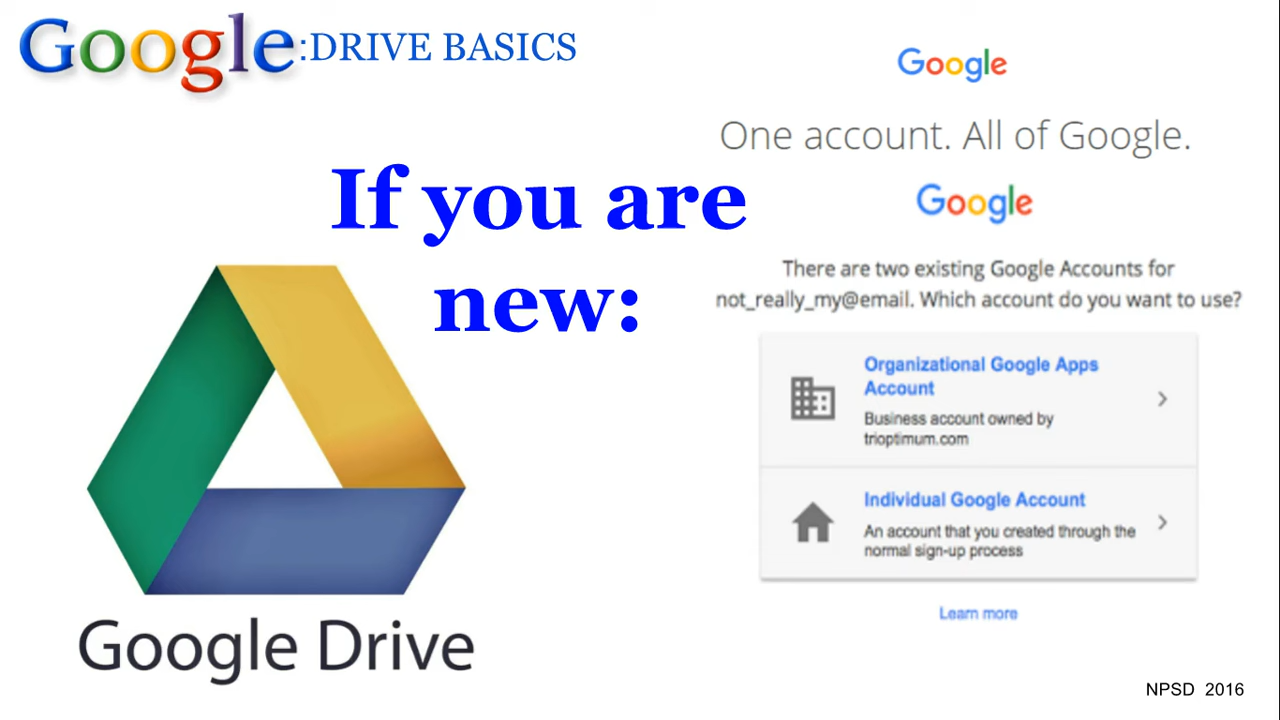 Google:DRIVE BASICS
If you are
new:
Google Drive
Google
One account. All of Google.
Google
There are two existing Google Accounts for
not_really_my@email. Which account do you want to use?
Organizational Google Apps
Account
Business account owned by
trioptimum.com
Individual Google Account
An account that you created through the
normal sign-up process
Learn more
NPSD 2016